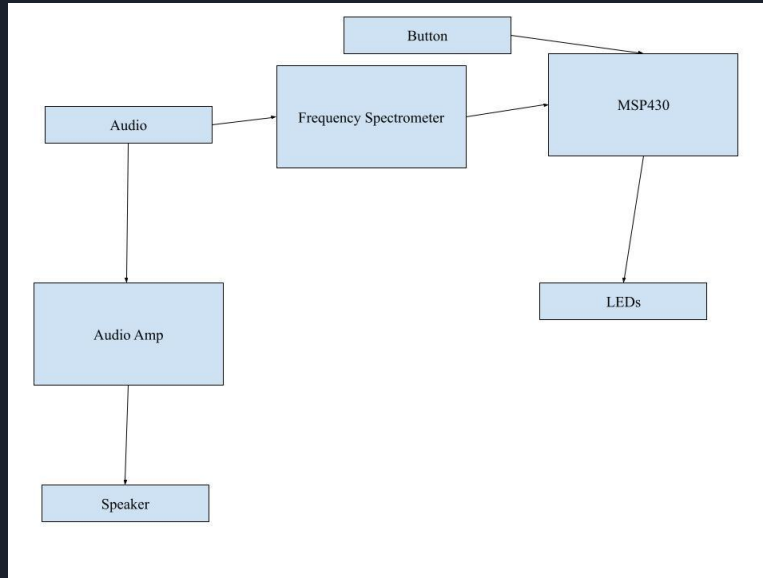 Button
Frequency Spectrometer
MSP430
Audio
LEDs
Audio Amp
Speaker